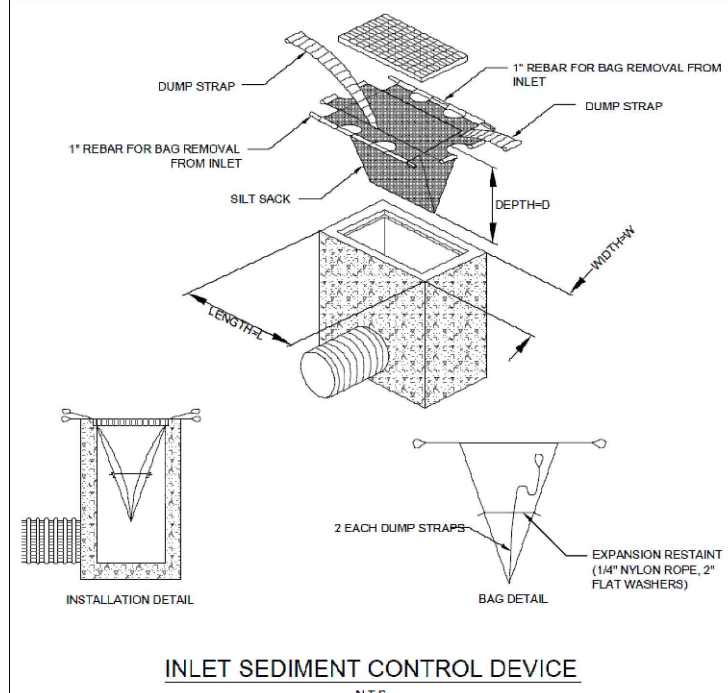 DUMP STRAP
1" REBAR FOR BAG REMOVAL FROM
INLET
DUMP STRAP
1" REBAR FOR BAG REMOVAL
FROM INLET
SILT SACK
DEPTH=D
WIDTH=W
LENGTH=L
2 EACH DUMP STRAPS
EXPANSION RESTAINT
(1/4" NYLON ROPE, 2"
FLAT WASHERS)
INSTALLATION DETAIL
BAG DETAIL
INLET SEDIMENT CONTROL DEVICE
N.T.S.